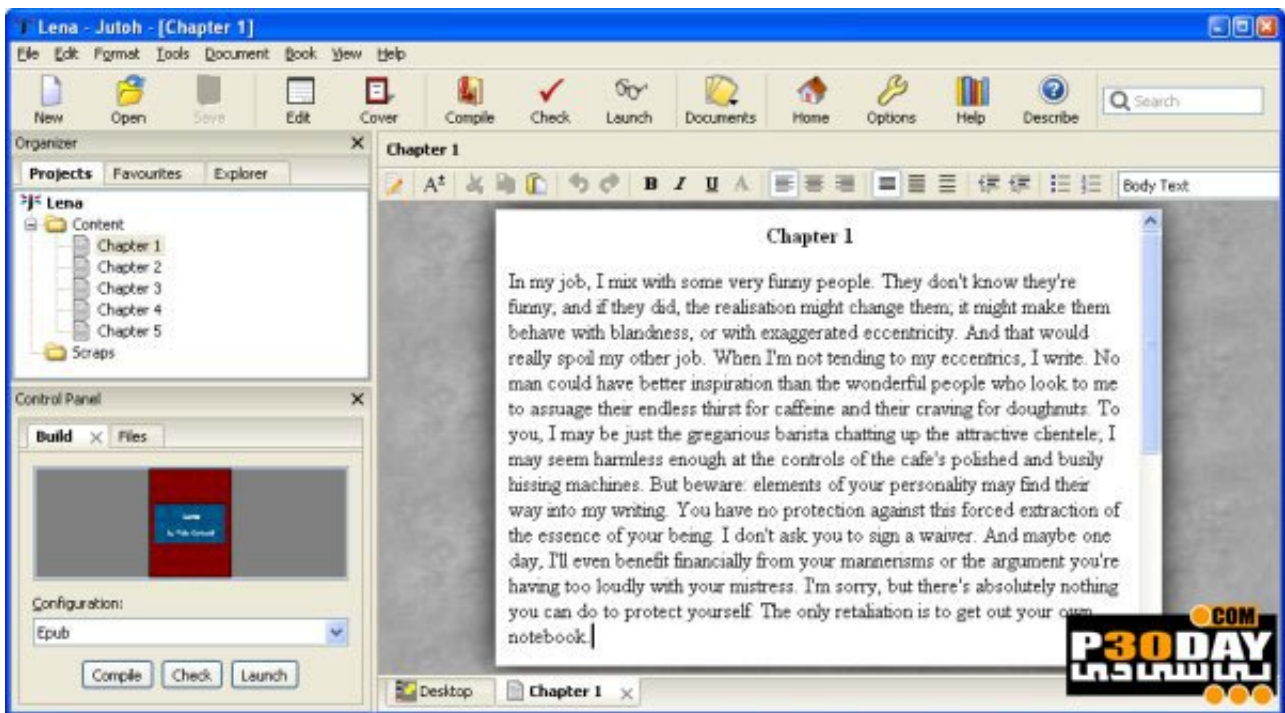 Lena - Jutoh - [Chapter 1]
File Edit Format Tools Document Book View Help
New Open Save Edit Cover Compile Check Launch Documents Home Options Help Describe Search
Organizer
Projects Favourites Explorer
Lena
Content
Chapter 1
Chapter 2
Chapter 3
Chapter 4
Chapter 5
Scraps
Control Panel
Build Files
Lena
Configuration:
Epub
Compile Check Launch
Chapter 1
Body Text
Chapter 1
In my job, I mix with some very funny people. They don't know they're
funny; and if they did, the realisation might change them; it might make them
behave with blandness, or with exaggerated eccentricity. And that would
really spoil my other job. When I'm not tending to my eccentrics, I write. No
man could have better inspiration than the wonderful people who look to me
to assuage their endless thirst for caffeine and their craving for doughnuts. To
you, I may be just the gregarious barista chatting up the attractive clientele; I
may seem harmless enough at the controls of the cafe's polished and busily
hissing machines. But beware: elements of your personality may find their
way into my writing. You have no protection against this forced extraction of
the essence of your being. I don't ask you to sign a waiver. And maybe one
day, I'll even benefit financially from your mannerisms or the argument you're
having too loudly with your mistress. I'm sorry, but there's absolutely nothing
you can do to protect yourself. The only retaliation is to get out your own
notebook.
Desktop Chapter 1
.COM
P30DAY